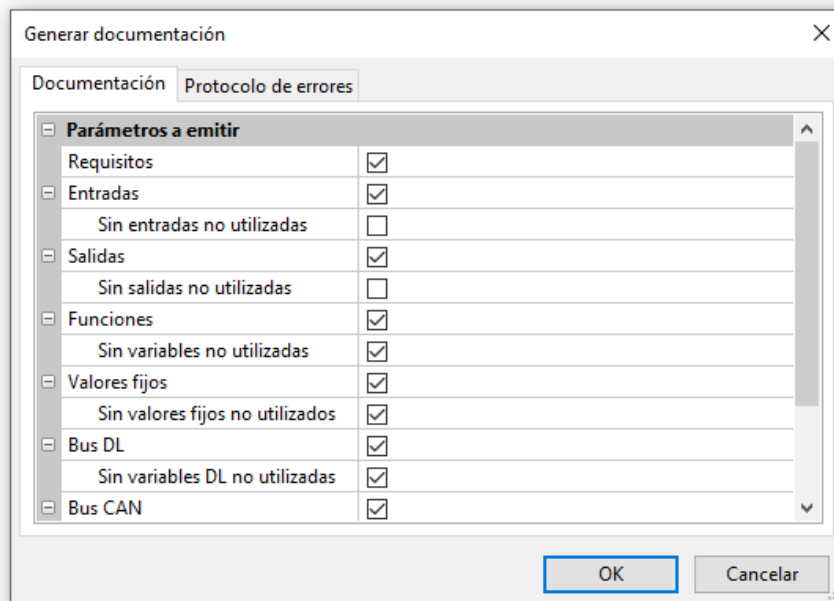 Generar documentación
Documentación
Protocolo de errores
Parámetros a emitir
Requisitos
Entradas
Sin entradas no utilizadas
Salidas
Sin salidas no utilizadas
Funciones
Sin variables no utilizadas
Valores fijos
Sin valores fijos no utilizados
Bus DL
Sin variables DL no utilizadas
Bus CAN
OK
Cancelar